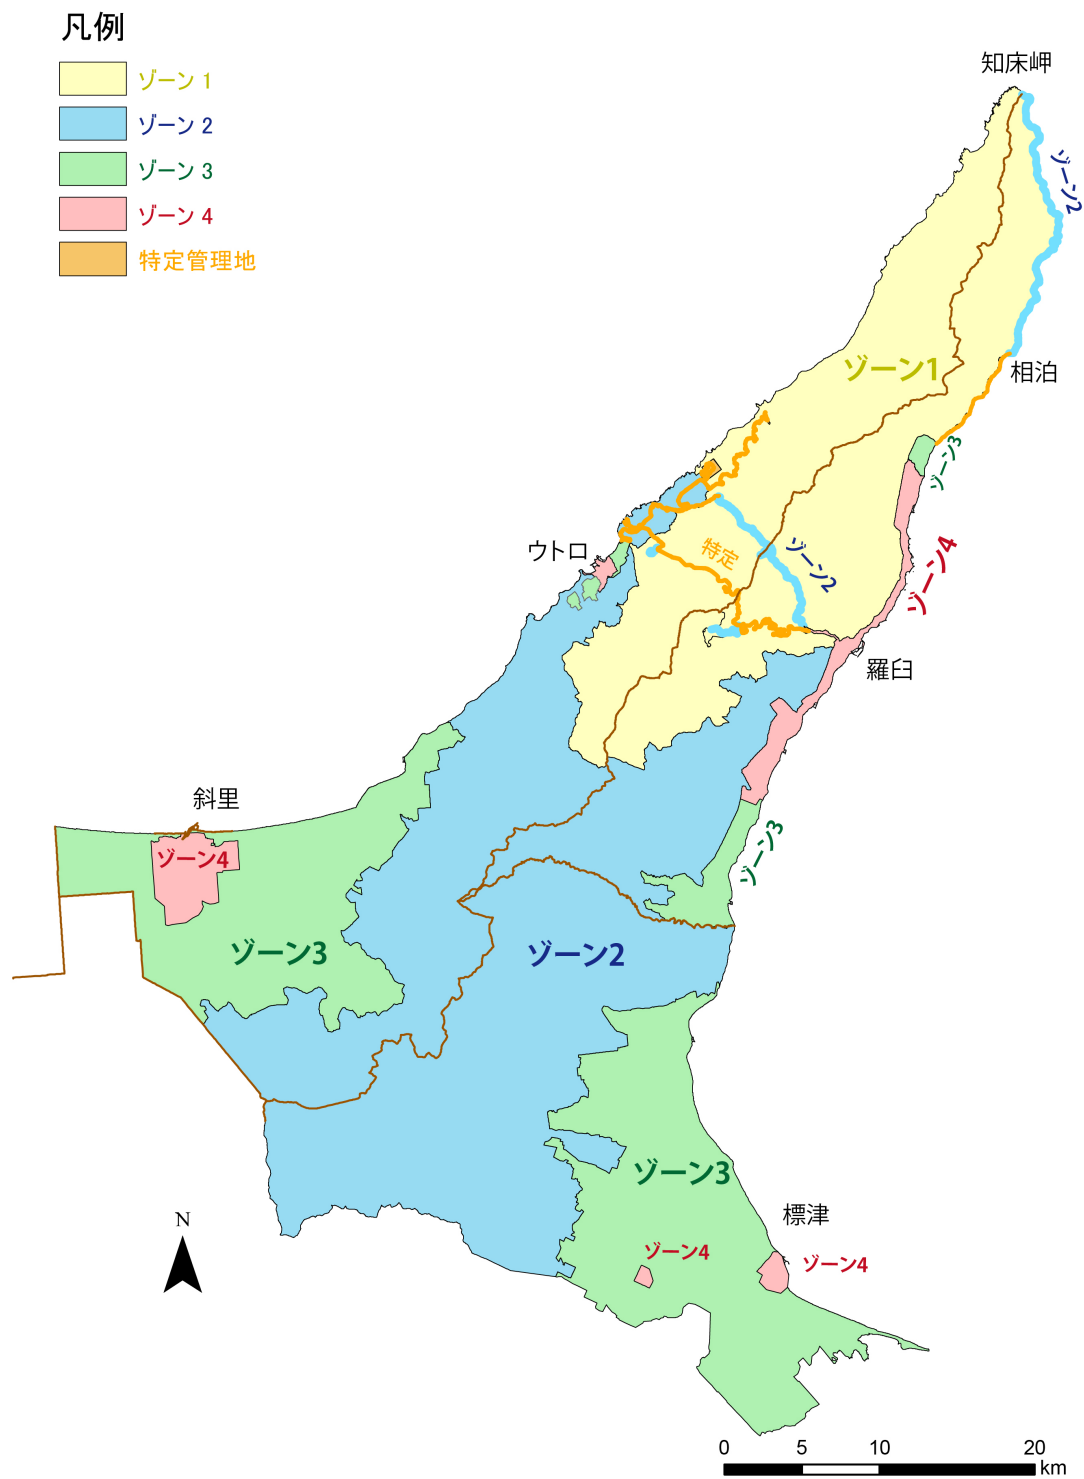 凡例
ゾーン 1
ゾーン 2
ゾーン 3
ゾーン 4
特定管理地
知床岬
ゾーン2
ゾーン1
相泊
ゾーン3
ウトロ
特定
ゾーン2
ゾーン4
羅臼
斜里
ゾーン4
ゾーン3
ゾーン3
ゾーン2
ゾーン3
標津
ゾーン4
ゾーン4
N
0 5 10 20
km